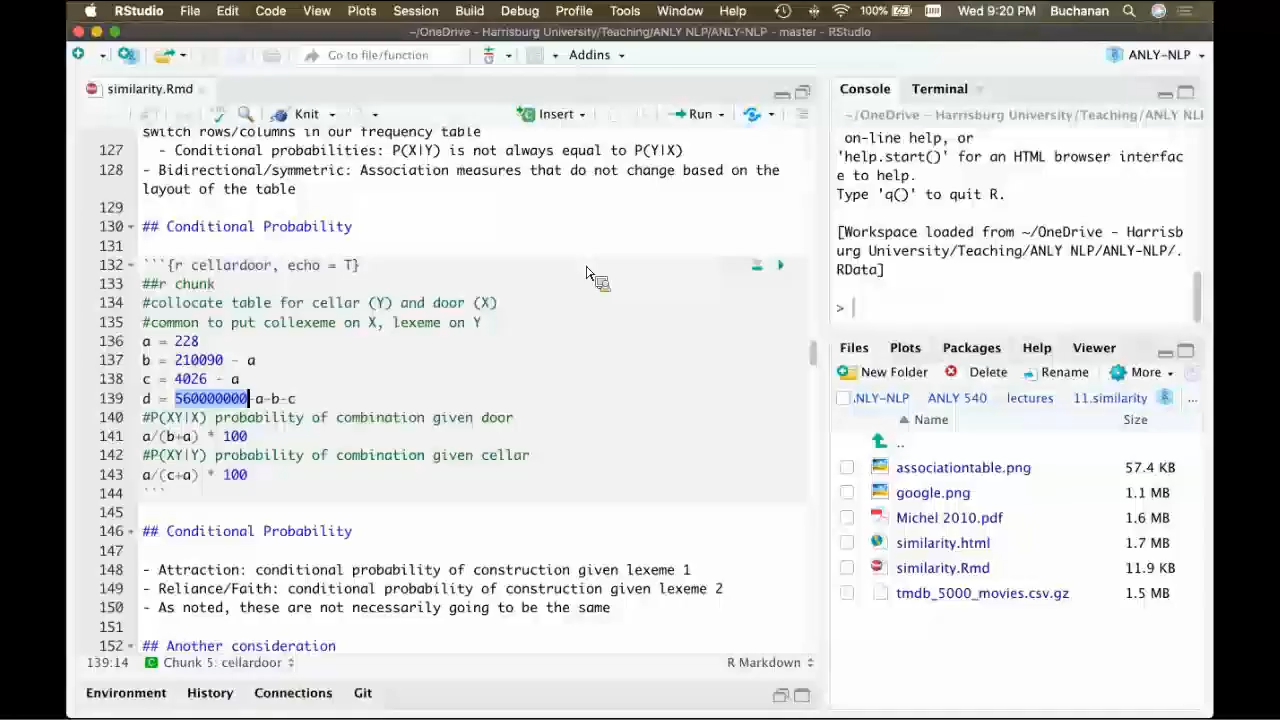 RStudio File Edit Code View Plots Session Build Debug Profile Tools Window Help 100% Wed 9:20 PM Buchanan
~/OneDrive - Harrisburg University/Teaching/ANLY NLP/ANLY-NLP - master - RStudio
Go to file/function Addins ANLY-NLP
similarity.Rmd
Knit Insert Run
switch rows/columns in our frequency table
127 - Conditional probabilities: P(X|Y) is not always equal to P(Y|X)
128 - Bidirectional/symmetric: Association measures that do not change based on the
layout of the table
129
130 ## Conditional Probability
131
132 ```{r cellardoor, echo = T}
133 ##r chunk
134 #collocate table for cellar (Y) and door (X)
135 #common to put collexeme on X, lexeme on Y
136 a = 228
137 b = 210090 - a
138 c = 4026 - a
139 d = 560000000-a-b-c
140 #P(XY|X) probability of combination given door
141 a/(b+a) * 100
142 #P(XY|Y) probability of combination given cellar
143 a/(c+a) * 100
144 ```
145
146 ## Conditional Probability
147
148 - Attraction: conditional probability of construction given lexeme 1
149 - Reliance/Faith: conditional probability of construction given lexeme 2
150 - As noted, these are not necessarily going to be the same
151
152 ## Another consideration
139:14 Chunk 5: cellardoor R Markdown
Environment History Connections Git
Console Terminal
~/OneDrive - Harrisburg University/Teaching/ANLY NLP/ANLY NLI
on-line help, or
'help.start()' for an HTML browser interfac
e to help.
Type 'q()' to quit R.
[Workspace loaded from ~/OneDrive - Harrisb
urg University/Teaching/ANLY NLP/ANLY-NLP/.
RData]
>
Files Plots Packages Help Viewer
New Folder Delete Rename More
.NLY-NLP ANLY 540 lectures 11.similarity ...
Name Size
..
associationtable.png 57.4 KB
google.png 1.1 MB
Michel 2010.pdf 1.6 MB
similarity.html 1.7 MB
similarity.Rmd 11.9 KB
tmdb_5000_movies.csv.gz 1.5 MB